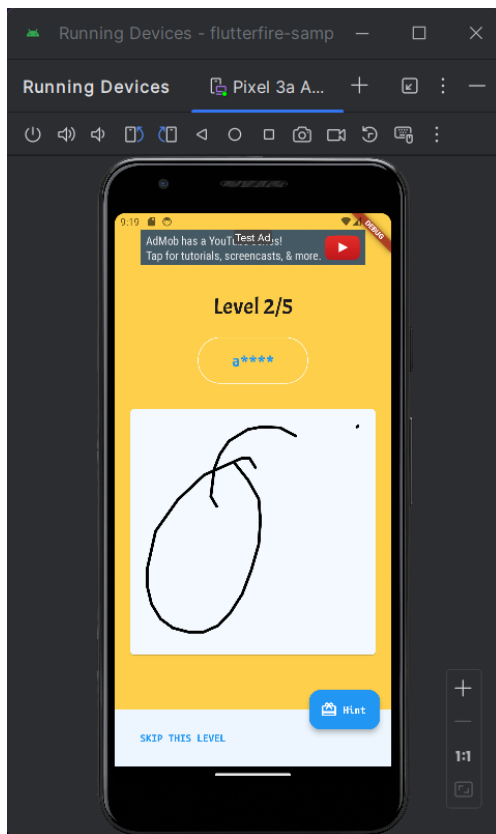 Running Devices - flutterfire-samp
Running Devices Pixel 3a A...
9:19
DEBUG
Test Ad
AdMob has a YouTube series!
Tap for tutorials, screencasts, & more.
Level 2/5
a****
Hint
SKIP THIS LEVEL
1:1